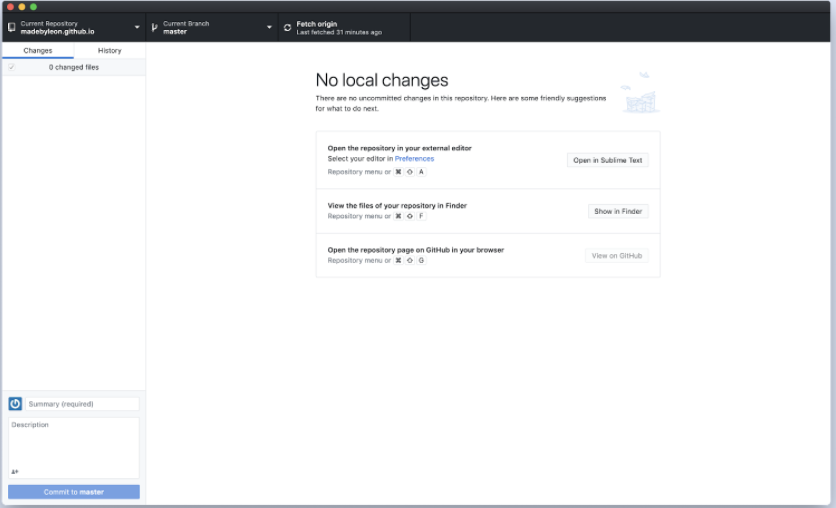 Current Repository
madebyleon.github.io
Current Branch
master
Fetch origin
Last fetched 31 minutes ago
Changes
History
0 changed files
No local changes
There are no uncommitted changes in this repository. Here are some friendly suggestions
for what to do next.
Open the repository in your external editor
Select your editor in Preferences
Repository menu or ⌘ ⇧ A
Open in Sublime Text
View the files of your repository in Finder
Repository menu or ⌘ ⇧ F
Show in Finder
Open the repository page on GitHub in your browser
Repository menu or ⌘ ⇧ G
View on GitHub
Summary (required)
Description
Commit to master